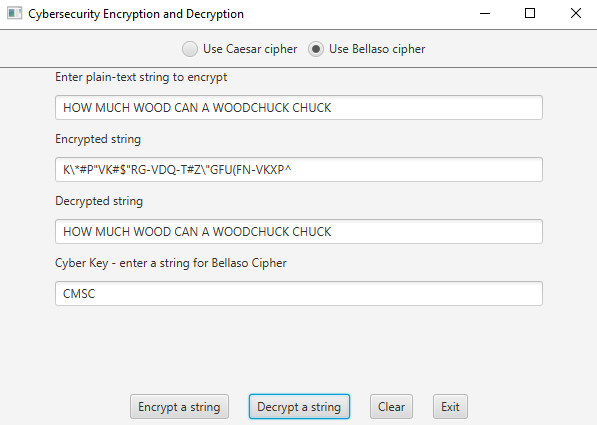 Cybersecurity Encryption and Decryption
Use Caesar cipher Use Bellaso cipher
Enter plain-text string to encrypt
HOW MUCH WOOD CAN A WOODCHUCK CHUCK
Encrypted string
K\*#P"VK#$"RG-VDQ-T#Z\"GFU(FN-VKXP^
Decrypted string
HOW MUCH WOOD CAN A WOODCHUCK CHUCK
Cyber Key - enter a string for Bellaso Cipher
CMSC
Encrypt a string Decrypt a string Clear Exit